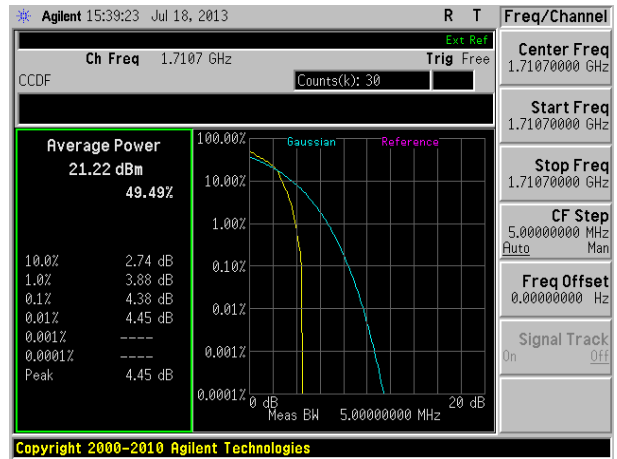 Agilent 15:39:23 Jul 18, 2013 R T Freq/Channel
Ext Ref
Ch Freq 1.7107 GHz Trig Free
CCDF Counts(k): 30
Center Freq
1.71070000 GHz
Start Freq
1.71070000 GHz
Stop Freq
1.71070000 GHz
CF Step
5.00000000 MHz
Auto Man
Freq Offset
0.00000000 Hz
Signal Track
On Off
Average Power
21.22 dBm
49.49%
10.0% 2.74 dB
1.0% 3.88 dB
0.1% 4.38 dB
0.01% 4.45 dB
0.001% ----
0.0001% ----
Peak 4.45 dB
Gaussian Reference
100.00%
10.00%
1.00%
0.10%
0.01%
0.001%
0.0001%
0 dB 20 dB
Meas BW 5.00000000 MHz
Copyright 2000-2010 Agilent Technologies